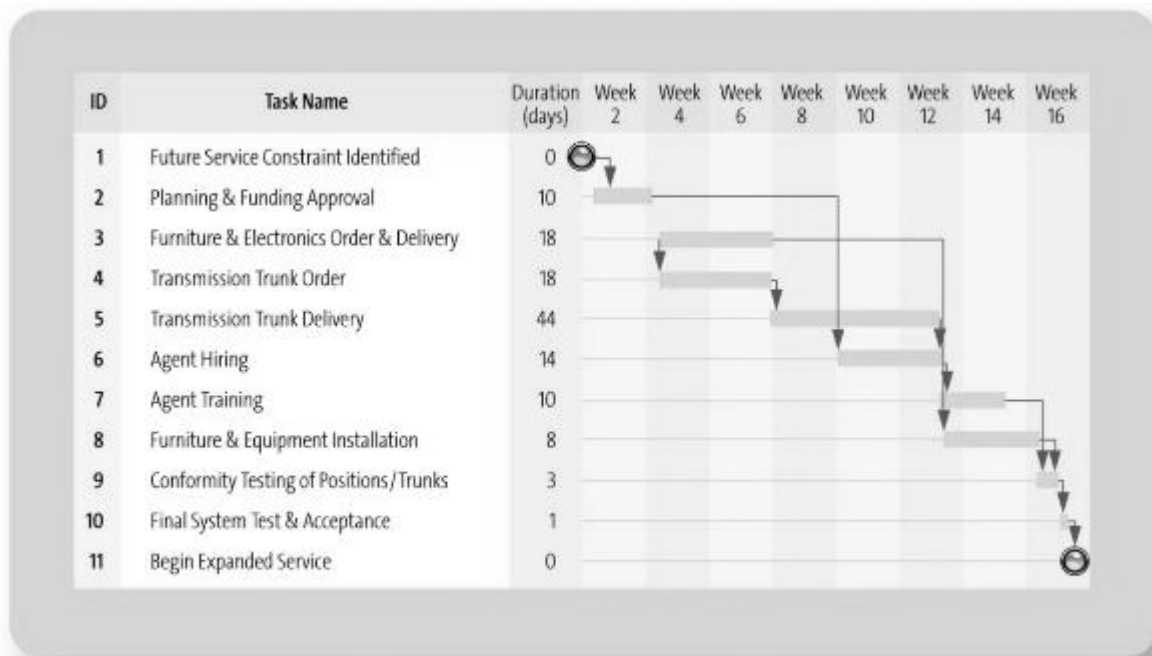 ID Task Name Duration (days) Week 2 Week 4 Week 6 Week 8 Week 10 Week 12 Week 14 Week 16
1 Future Service Constraint Identified 0
2 Planning & Funding Approval 10
3 Furniture & Electronics Order & Delivery 18
4 Transmission Trunk Order 18
5 Transmission Trunk Delivery 44
6 Agent Hiring 14
7 Agent Training 10
8 Furniture & Equipment Installation 8
9 Conformity Testing of Positions/Trunks 3
10 Final System Test & Acceptance 1
11 Begin Expanded Service 0